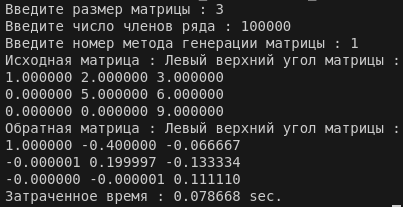 Введите размер матрицы : 3
Введите число членов ряда : 100000
Введите номер метода генерации матрицы : 1
Исходная матрица : Левый верхний угол матрицы :
1.000000 2.000000 3.000000
0.000000 5.000000 6.000000
0.000000 0.000000 9.000000
Обратная матрица : Левый верхний угол матрицы :
1.000000 -0.400000 -0.066667
-0.000001 0.199997 -0.133334
-0.000000 -0.000001 0.111110
Затраченное время : 0.078668 sec.